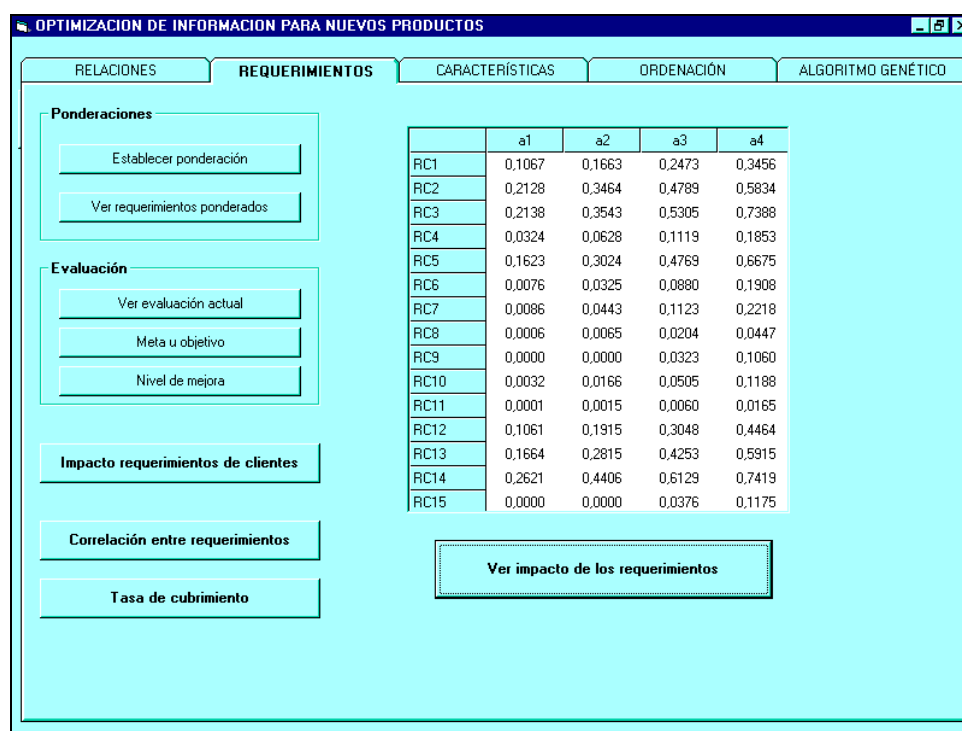 OPTIMIZACION DE INFORMACION PARA NUEVOS PRODUCTOS
RELACIONES REQUERIMIENTOS CARACTERÍSTICAS ORDENACIÓN ALGORITMO GENÉTICO
Ponderaciones
Establecer ponderación
Ver requerimientos ponderados
Evaluación
Ver evaluación actual
Meta u objetivo
Nivel de mejora
Impacto requerimientos de clientes
Correlación entre requerimientos
Tasa de cubrimiento
a1 a2 a3 a4
RC1 0,1067 0,1663 0,2473 0,3456
RC2 0,2128 0,3464 0,4789 0,5834
RC3 0,2138 0,3543 0,5305 0,7388
RC4 0,0324 0,0628 0,1119 0,1853
RC5 0,1623 0,3024 0,4769 0,6675
RC6 0,0076 0,0325 0,0880 0,1908
RC7 0,0086 0,0443 0,1123 0,2218
RC8 0,0006 0,0065 0,0204 0,0447
RC9 0,0000 0,0000 0,0323 0,1060
RC10 0,0032 0,0166 0,0505 0,1188
RC11 0,0001 0,0015 0,0060 0,0165
RC12 0,1061 0,1915 0,3048 0,4464
RC13 0,1664 0,2815 0,4253 0,5915
RC14 0,2621 0,4406 0,6129 0,7419
RC15 0,0000 0,0000 0,0376 0,1175
Ver impacto de los requerimientos